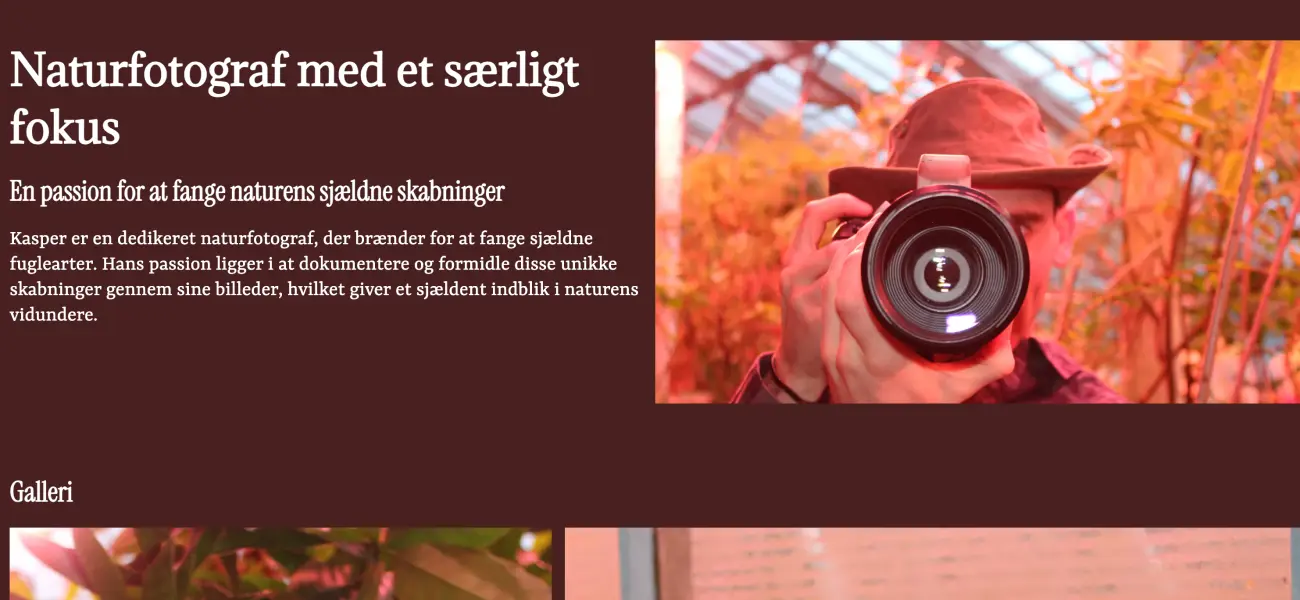 Naturfotograf med et særligt
fokus
En passion for at fange naturens sjældne skabninger
Kasper er en dedikeret naturfotograf, der brænder for at fange sjældne
fuglearter. Hans passion ligger i at dokumentere og formidle disse unikke
skabninger gennem sine billeder, hvilket giver et sjældent indblik i naturens
vidundere.
Galleri